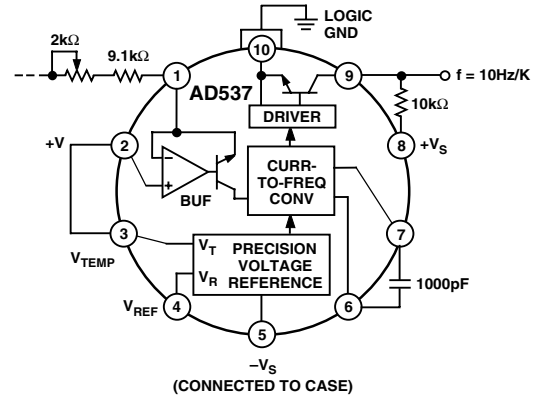 LOGIC
GND
2kΩ
9.1kΩ
1
10
9
f = 10Hz/K
AD537
10kΩ
DRIVER
+V
2
8
+VS
–
+
BUF
CURR-
TO-FREQ
CONV
3
VTEMP
VT
VR
PRECISION
VOLTAGE
REFERENCE
7
1000pF
VREF
4
6
5
–VS
(CONNECTED TO CASE)